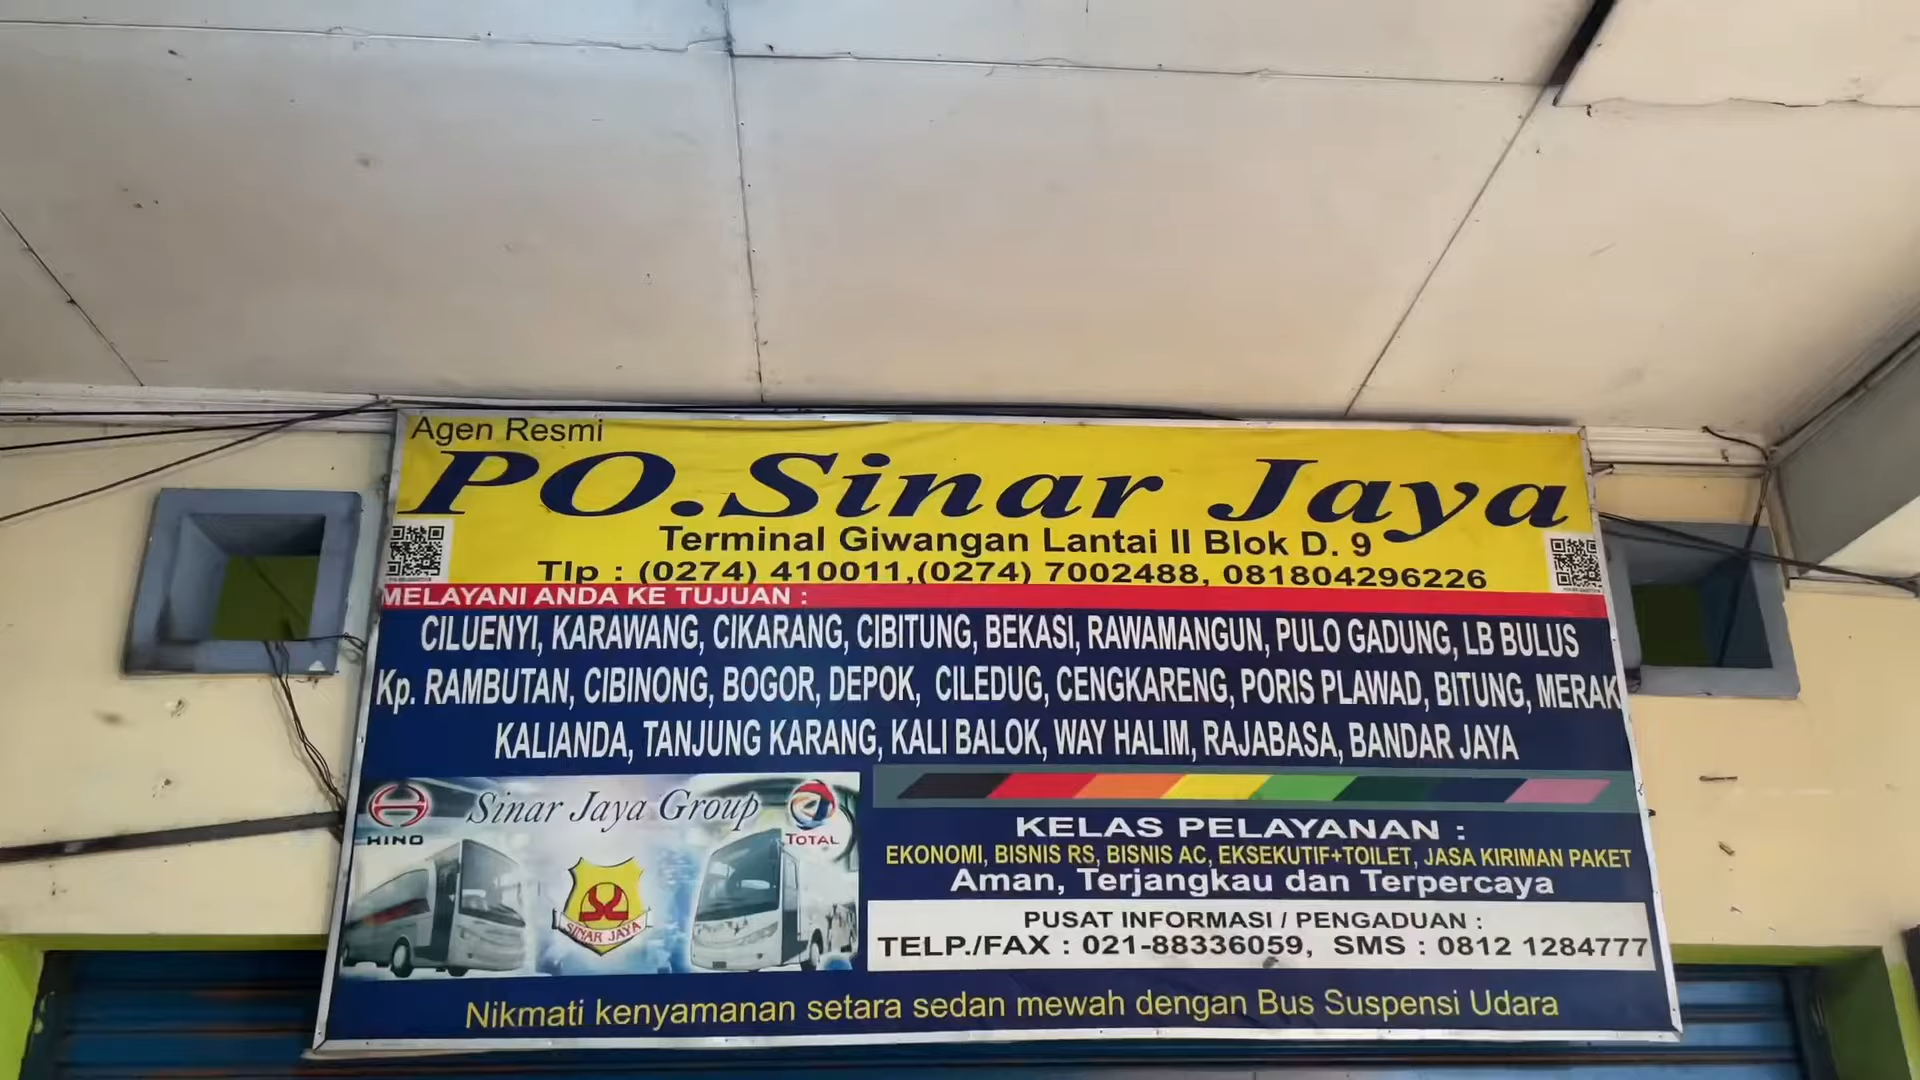 Agen Resmi
PO.Sinar Jaya
Terminal Giwangan Lantai II Blok D. 9
Tlp : (0274) 410011,(0274) 7002488, 081804296226
MELAYANI ANDA KE TUJUAN :
CILUENYI, KARAWANG, CIKARANG, CIBITUNG, BEKASI, RAWAMANGUN, PULO GADUNG, LB BULUS
Kp. RAMBUTAN, CIBINONG, BOGOR, DEPOK, CILEDUG, CENGKARENG, PORIS PLAWAD, BITUNG, MERAK
KALIANDA, TANJUNG KARANG, KALI BALOK, WAY HALIM, RAJABASA, BANDAR JAYA
HINO
Sinar Jaya Group
TOTAL
SINAR JAYA
KELAS PELAYANAN :
EKONOMI, BISNIS RS, BISNIS AC, EKSEKUTIF+TOILET, JASA KIRIMAN PAKET
Aman, Terjangkau dan Terpercaya
PUSAT INFORMASI / PENGADUAN :
TELP./FAX : 021-88336059, SMS : 0812 1284777
Nikmati kenyamanan setara sedan mewah dengan Bus Suspensi Udara